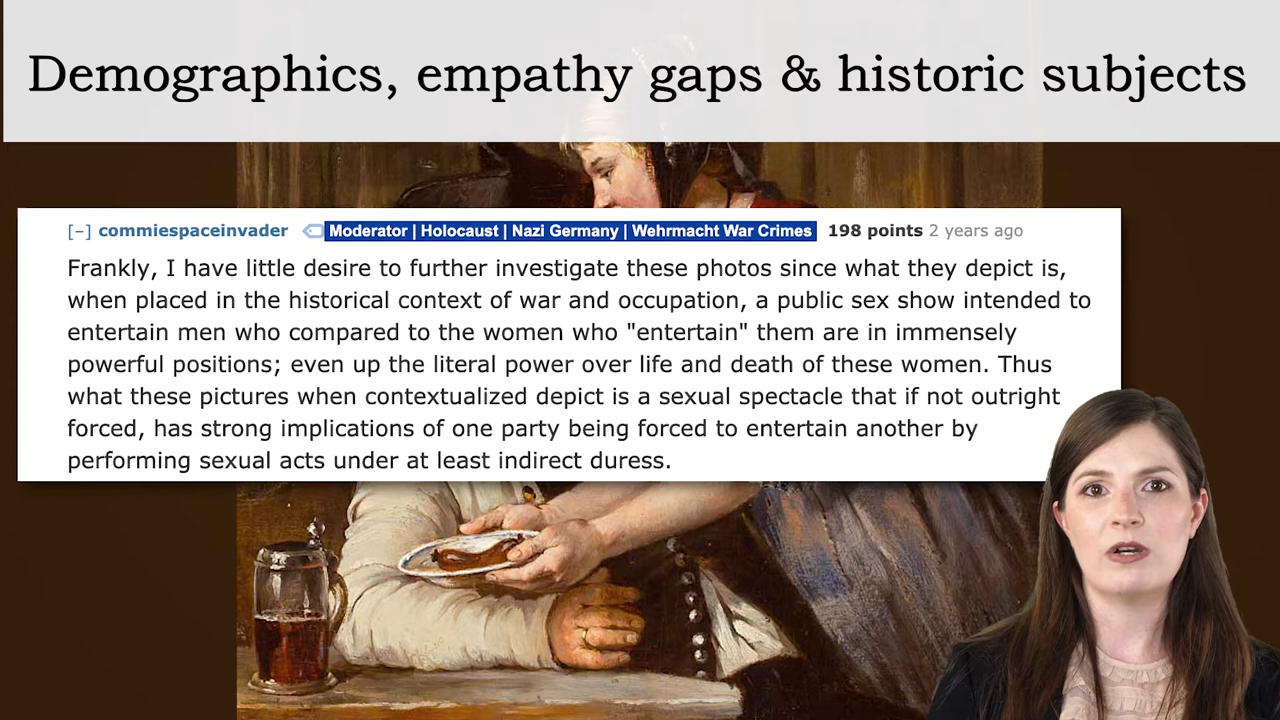 Demographics, empathy gaps & historic subjects
[–] commiespaceinvader Moderator | Holocaust | Nazi Germany | Wehrmacht War Crimes 198 points 2 years ago
Frankly, I have little desire to further investigate these photos since what they depict is,
when placed in the historical context of war and occupation, a public sex show intended to
entertain men who compared to the women who "entertain" them are in immensely
powerful positions; even up the literal power over life and death of these women. Thus
what these pictures when contextualized depict is a sexual spectacle that if not outright
forced, has strong implications of one party being forced to entertain another by
performing sexual acts under at least indirect duress.